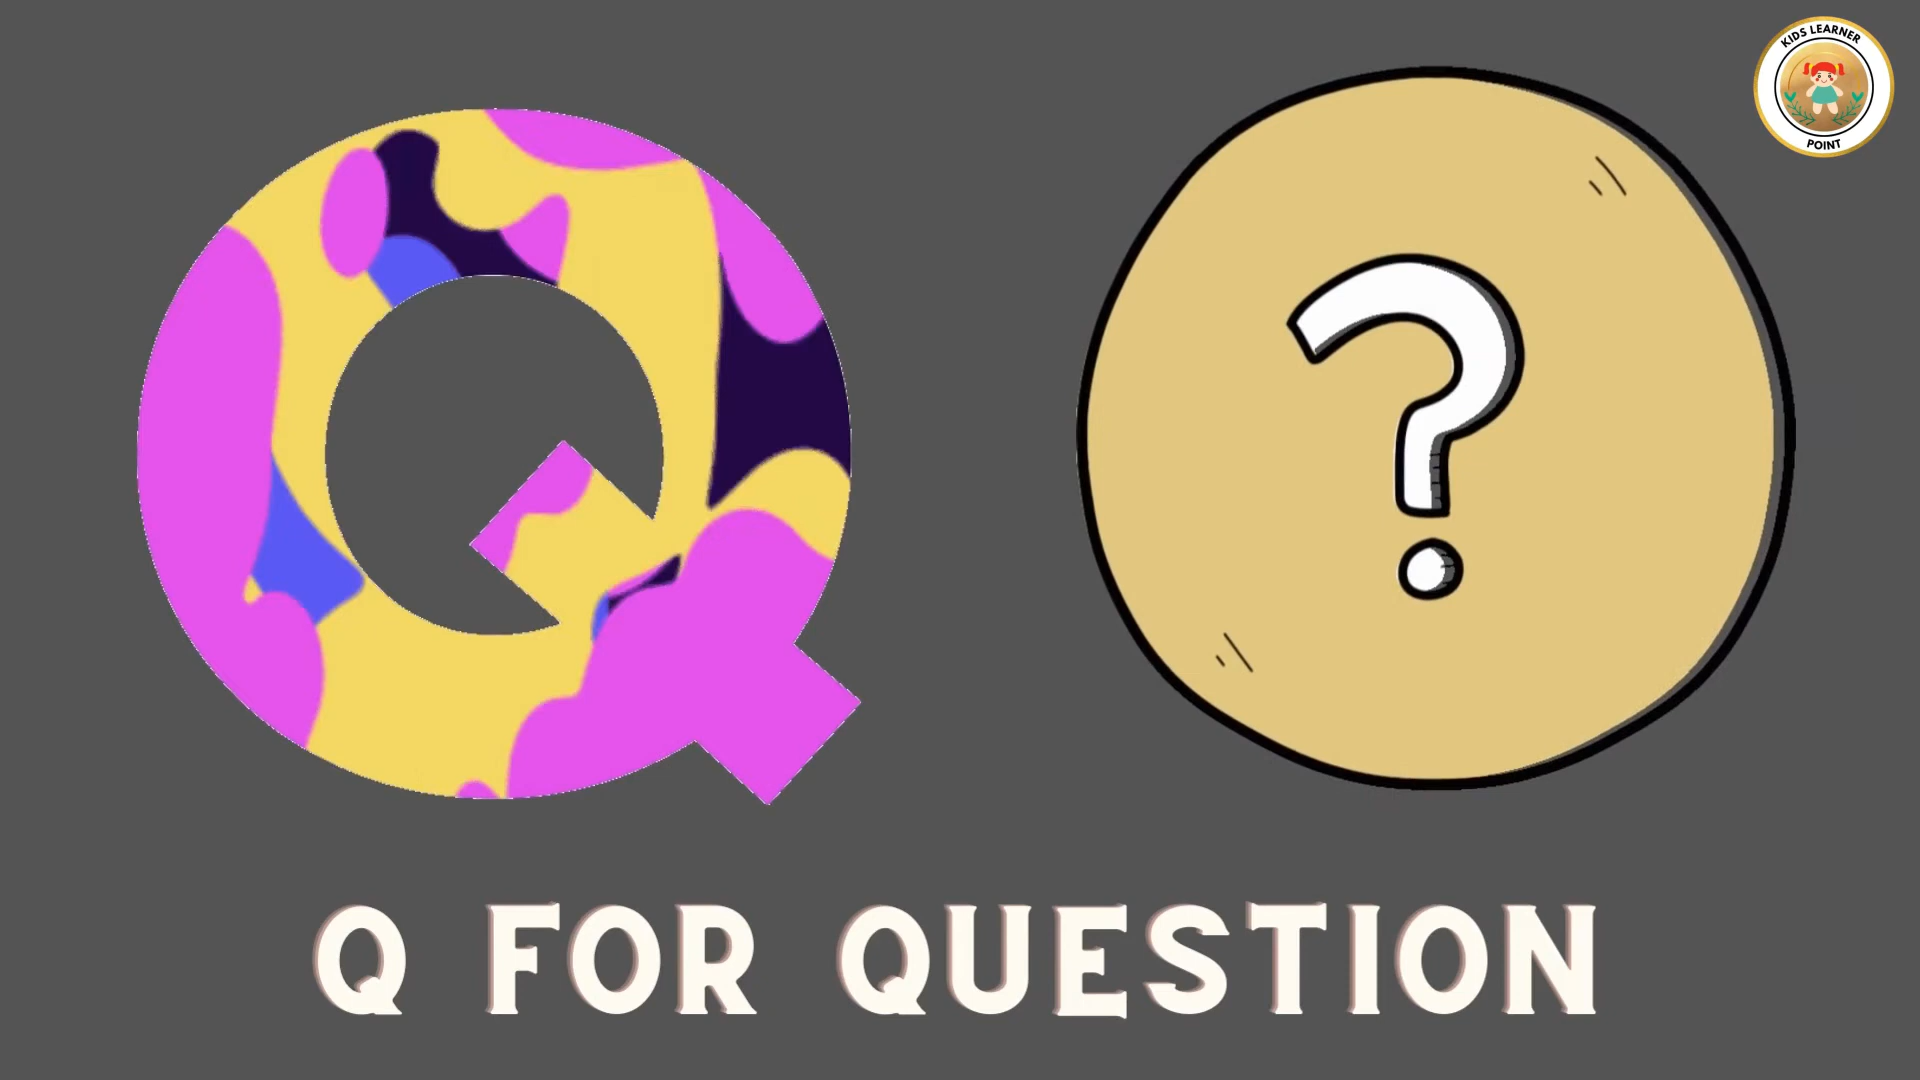 KIDS LEARNER
POINT
Q
?
Q FOR QUESTION